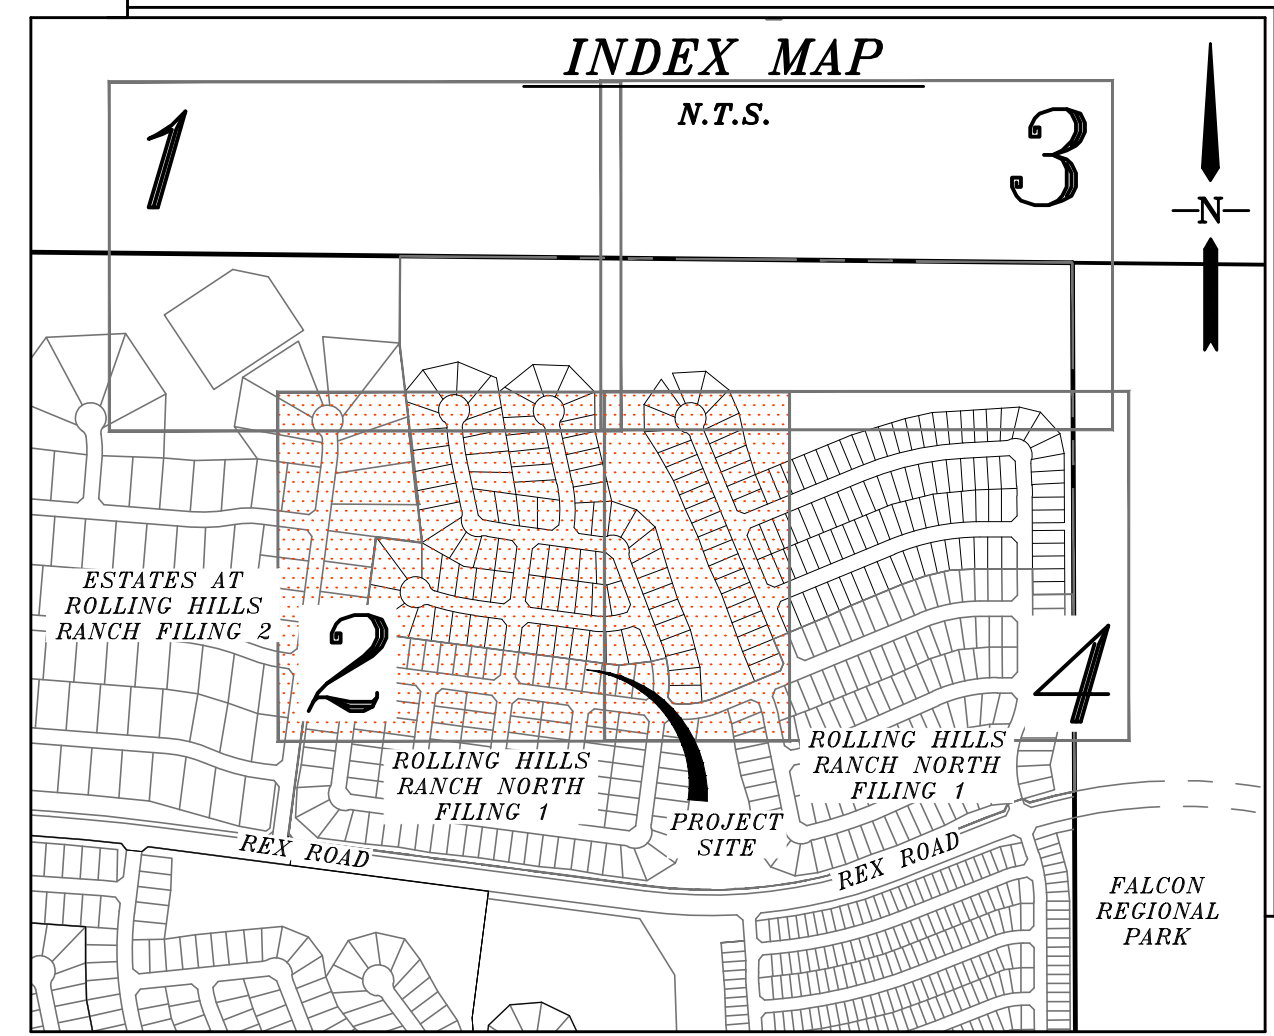 INDEX MAP
N.T.S.
1
3
N
ESTATES AT
ROLLING HILLS
RANCH FILING 2
2
4
ROLLING HILLS
RANCH NORTH
FILING 1
ROLLING HILLS
RANCH NORTH
FILING 1
PROJECT
SITE
REX ROAD
REX ROAD
FALCON
REGIONAL
PARK